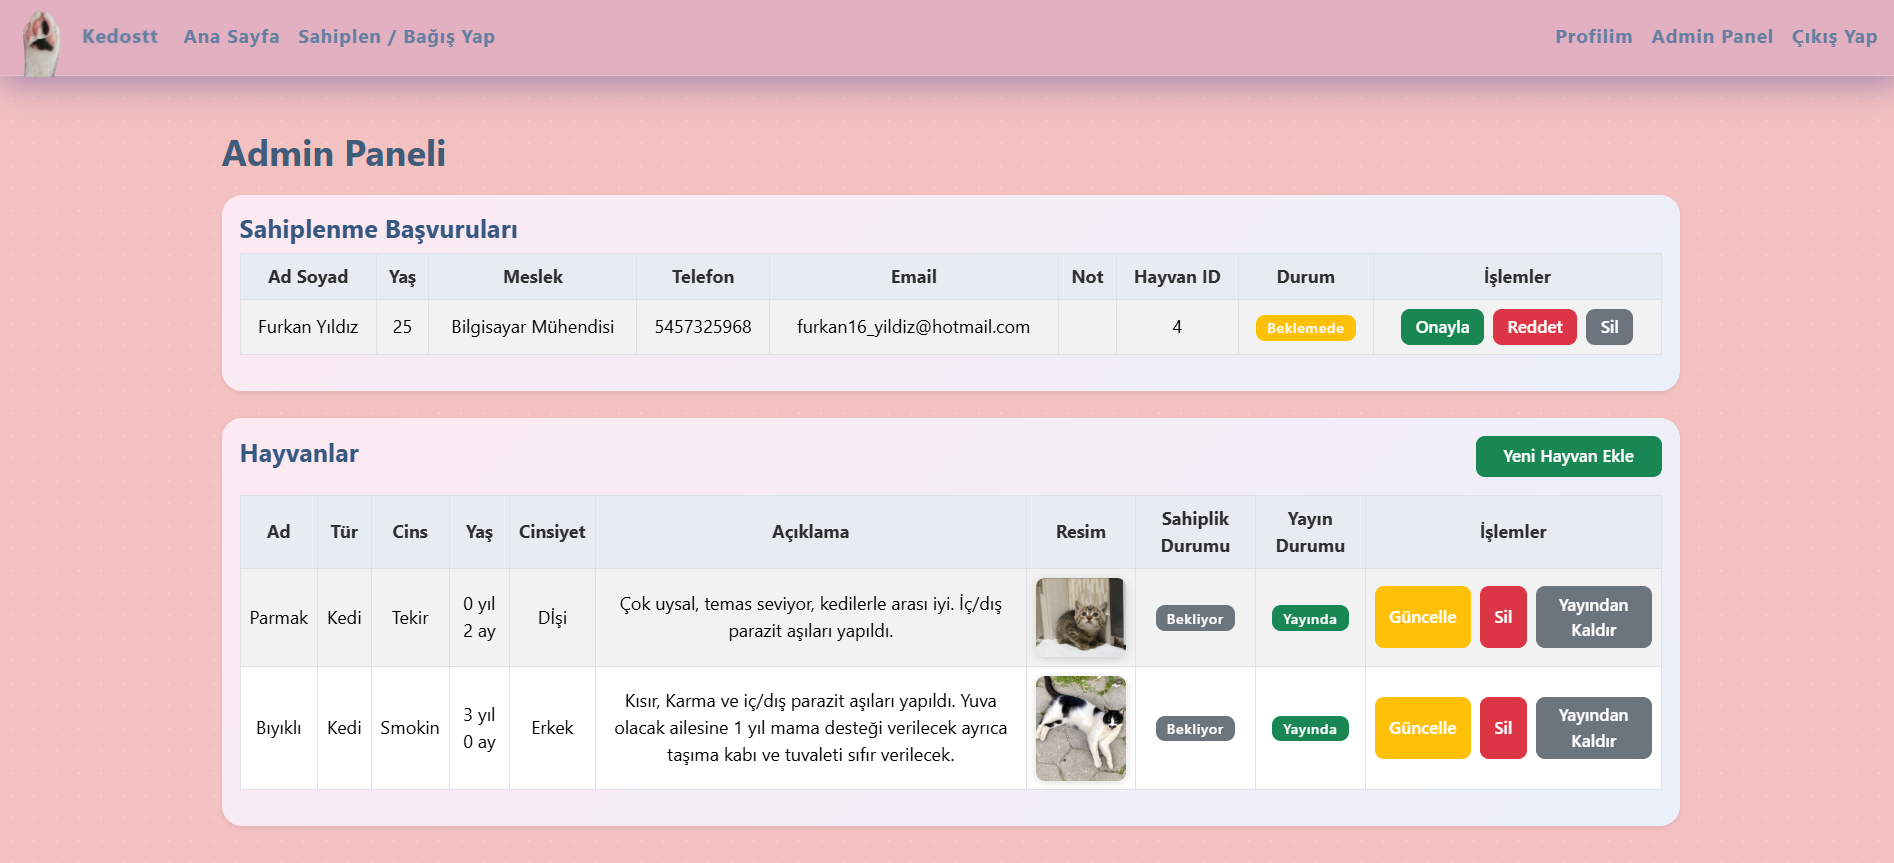 Kedostt Ana Sayfa Sahiplen / Bağış Yap Profilim Admin Panel Çıkış Yap
Admin Paneli
Sahiplenme Başvuruları
Ad Soyad Yaş Meslek Telefon Email Not Hayvan ID Durum İşlemler
Furkan Yıldız 25 Bilgisayar Mühendisi 5457325968 furkan16_yildiz@hotmail.com 4 Beklemede Onayla Reddet Sil
Hayvanlar Yeni Hayvan Ekle
Ad Tür Cins Yaş Cinsiyet Açıklama Resim Sahiplik Durumu Yayın Durumu İşlemler
Parmak Kedi Tekir 0 yıl 2 ay Dİşi Çok uysal, temas seviyor, kedilerle arası iyi. İç/dış parazit aşıları yapıldı. Bekliyor Yayında Güncelle Sil Yayından Kaldır
Bıyıklı Kedi Smokin 3 yıl 0 ay Erkek Kısır, Karma ve iç/dış parazit aşıları yapıldı. Yuva olacak ailesine 1 yıl mama desteği verilecek ayrıca taşıma kabı ve tuvaleti sıfır verilecek. Bekliyor Yayında Güncelle Sil Yayından Kaldır